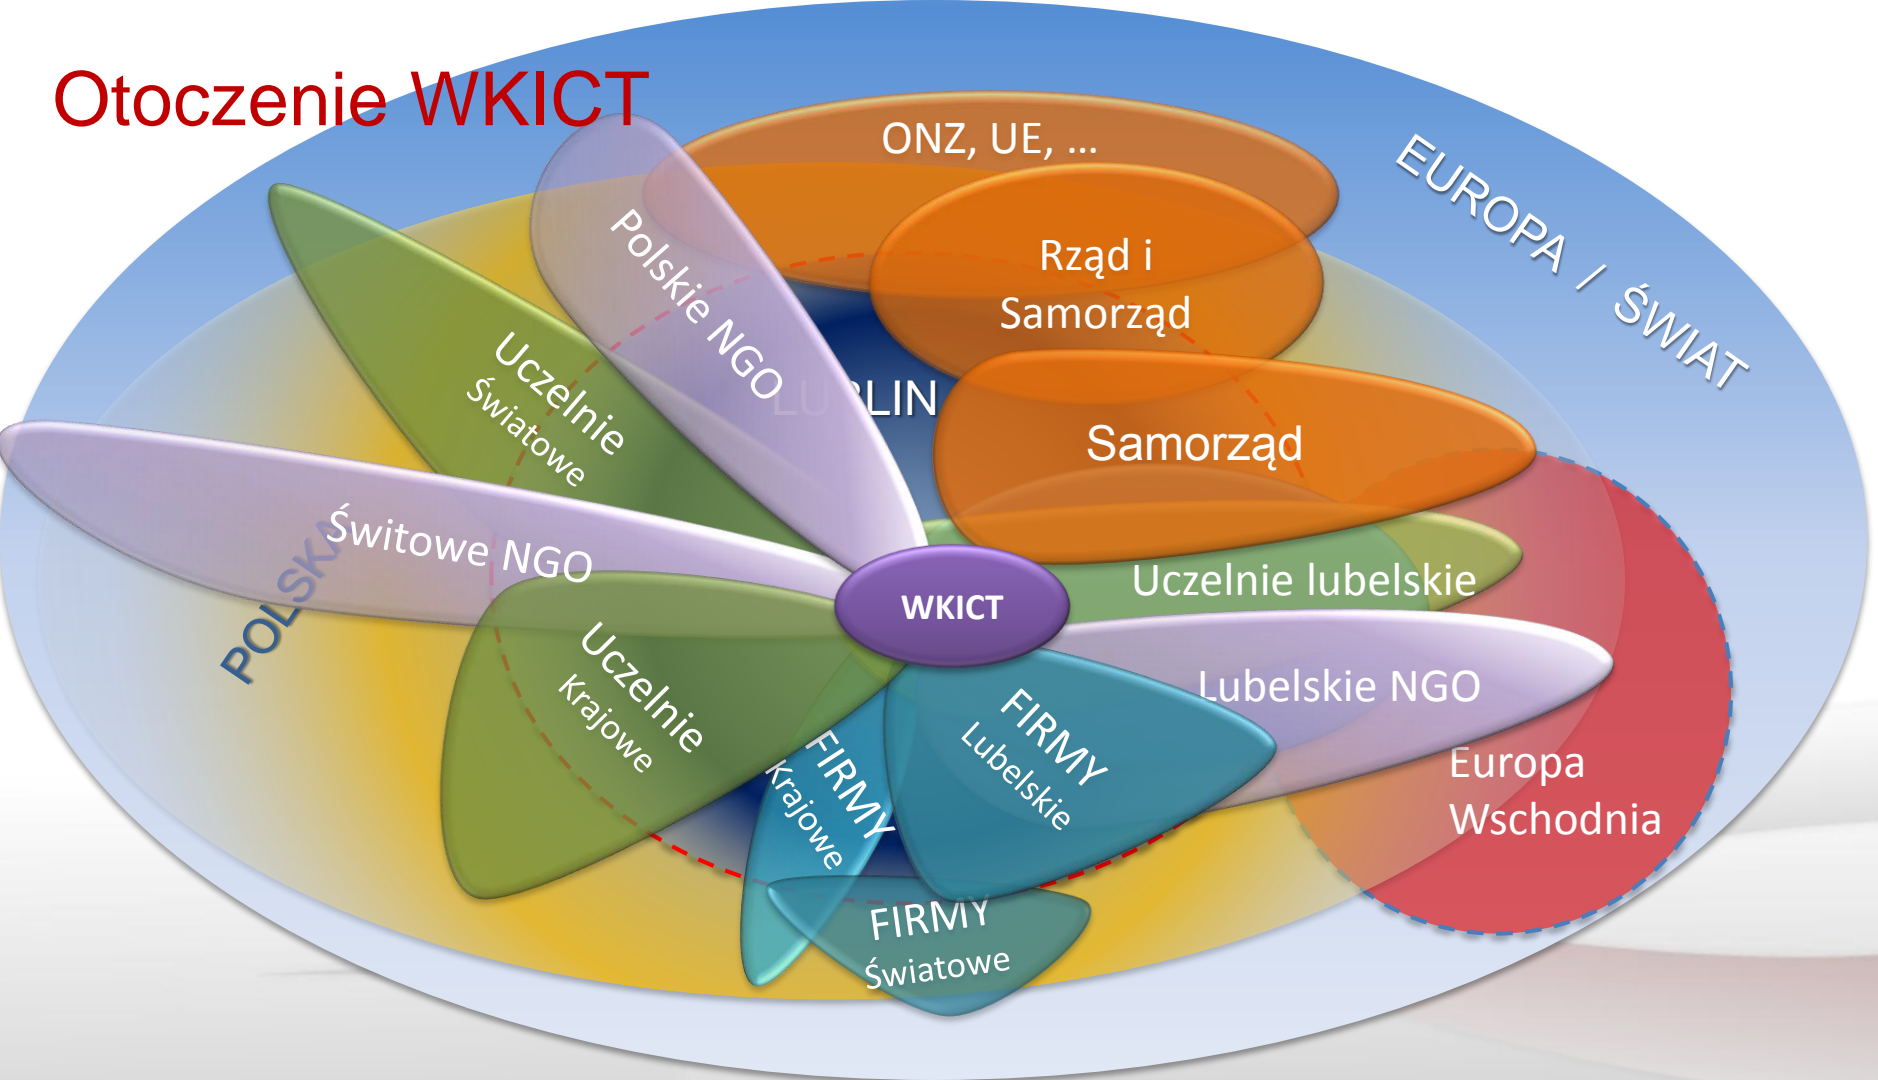 Otoczenie WKICT
ONZ, UE, ...
EUROPA / ŚWIAT
Rząd i
Samorząd
Polskie NGO
Uczelnie
Światowe
LUBLIN
Samorząd
Świtowe NGO
POLSKA
Uczelnie lubelskie
WKICT
Uczelnie
Krajowe
Lubelskie NGO
FIRMY
Lubelskie
FIRMY
Krajowe
Europa
Wschodnia
FIRMY
Światowe